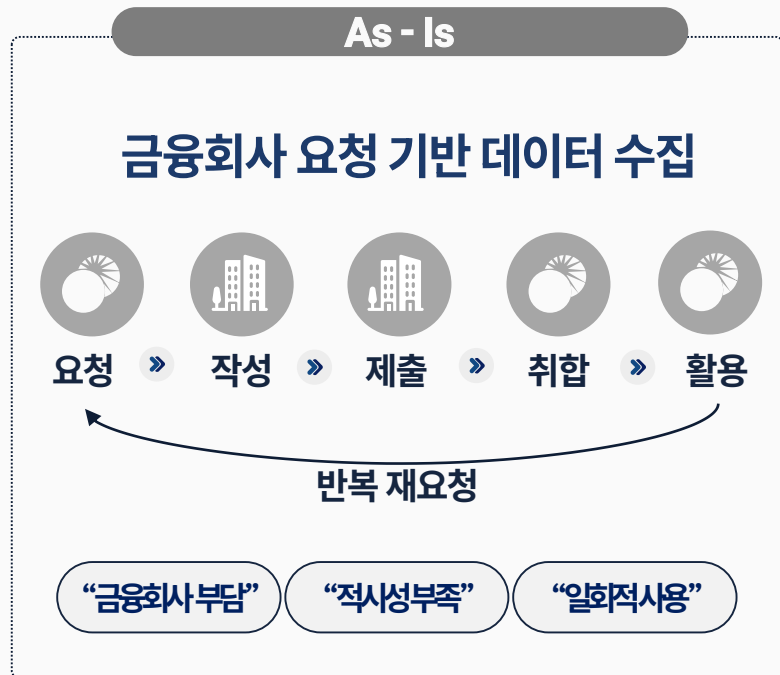 As - Is
금융회사 요청 기반 데이터 수집
요청 작성 제출 취합 활용
반복 재요청
“금융회사 부담” “적시성 부족” “일회적 사용”